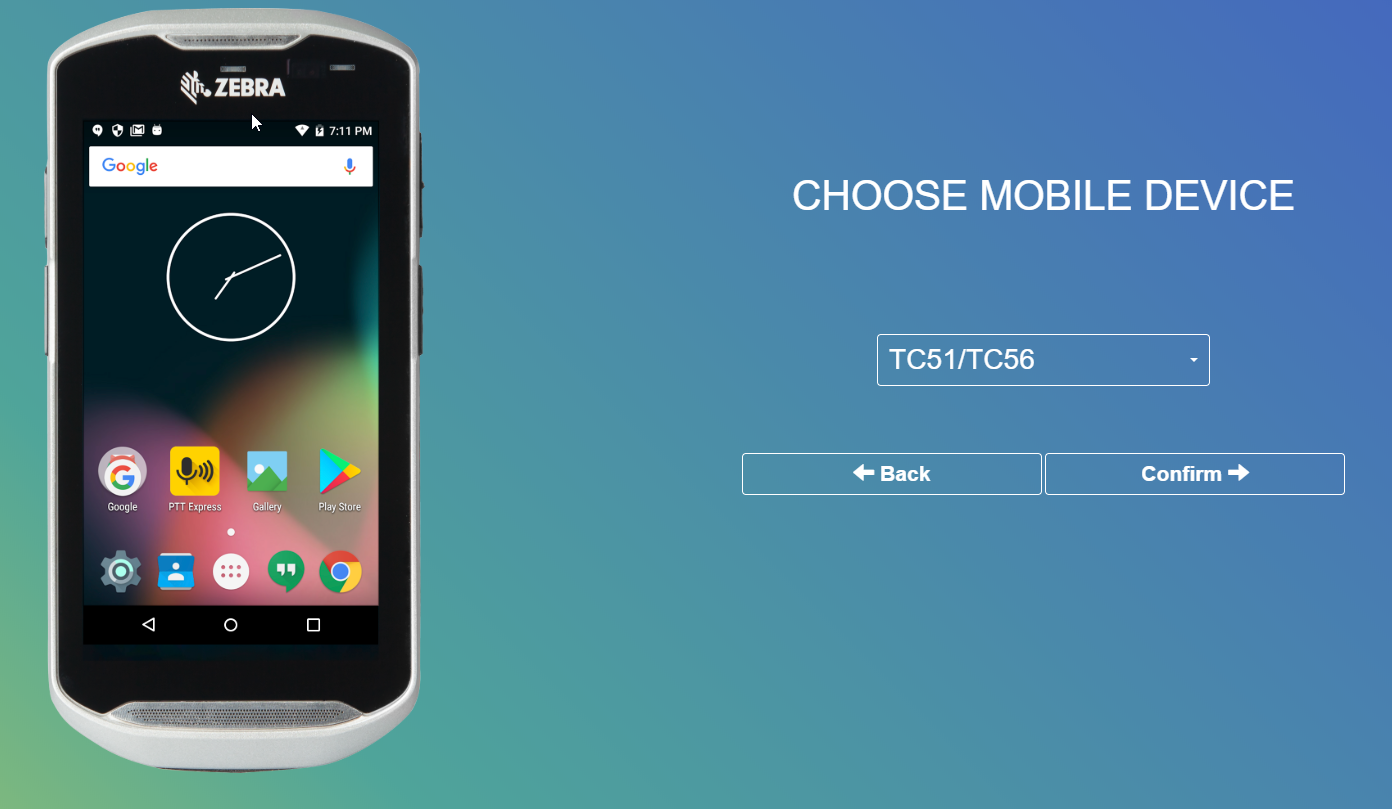 ZEBRA
7:11 PM
Google
Google
PTT Express
Gallery
Play Store
CHOOSE MOBILE DEVICE
TC51/TC56
Back
Confirm